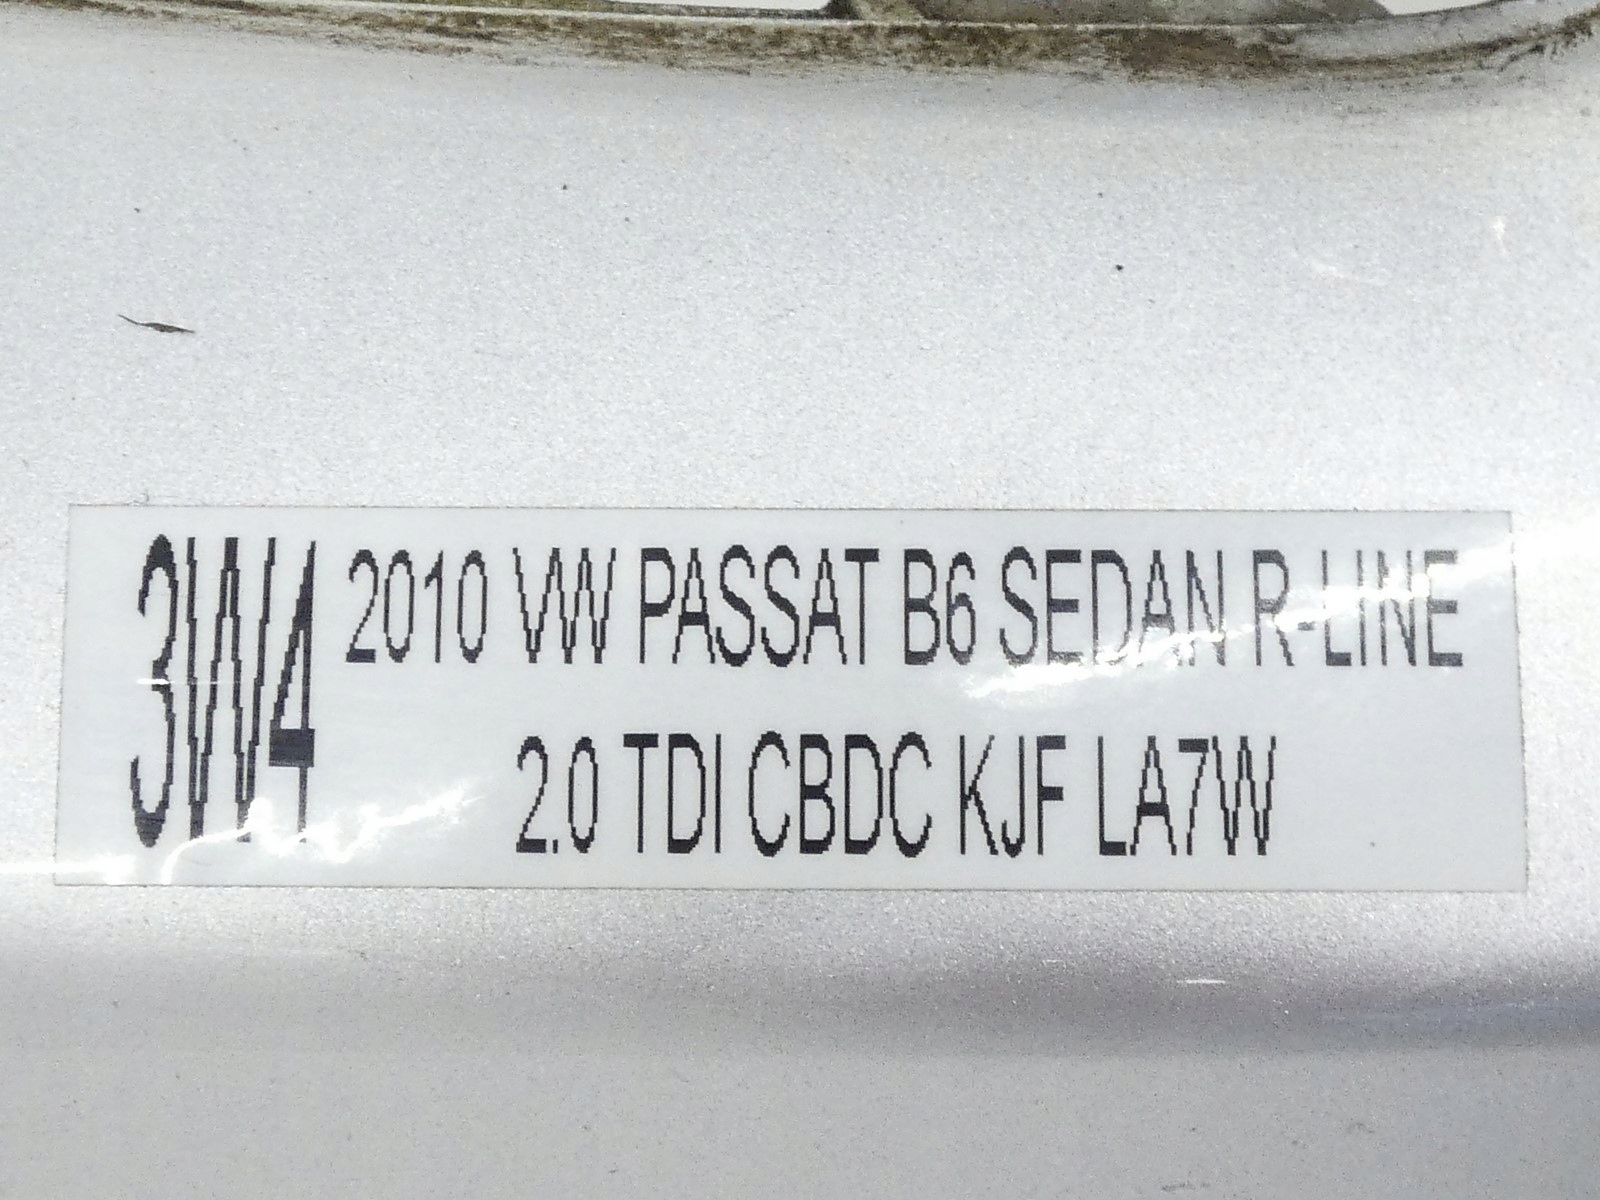 3W4
2010 VW PASSAT B6 SEDAN R-LINE
2.0 TDI CBDC KJF LA7W